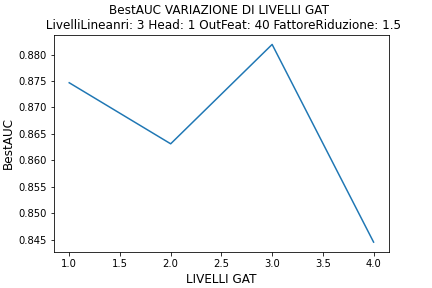 BestAUC VARIAZIONE DI LIVELLI GAT
LivelliLineanri: 3 Head: 1 OutFeat: 40 FattoreRiduzione: 1.5
BestAUC
0.880
0.875
0.870
0.865
0.860
0.855
0.850
0.845
1.0 1.5 2.0 2.5 3.0 3.5 4.0
LIVELLI GAT